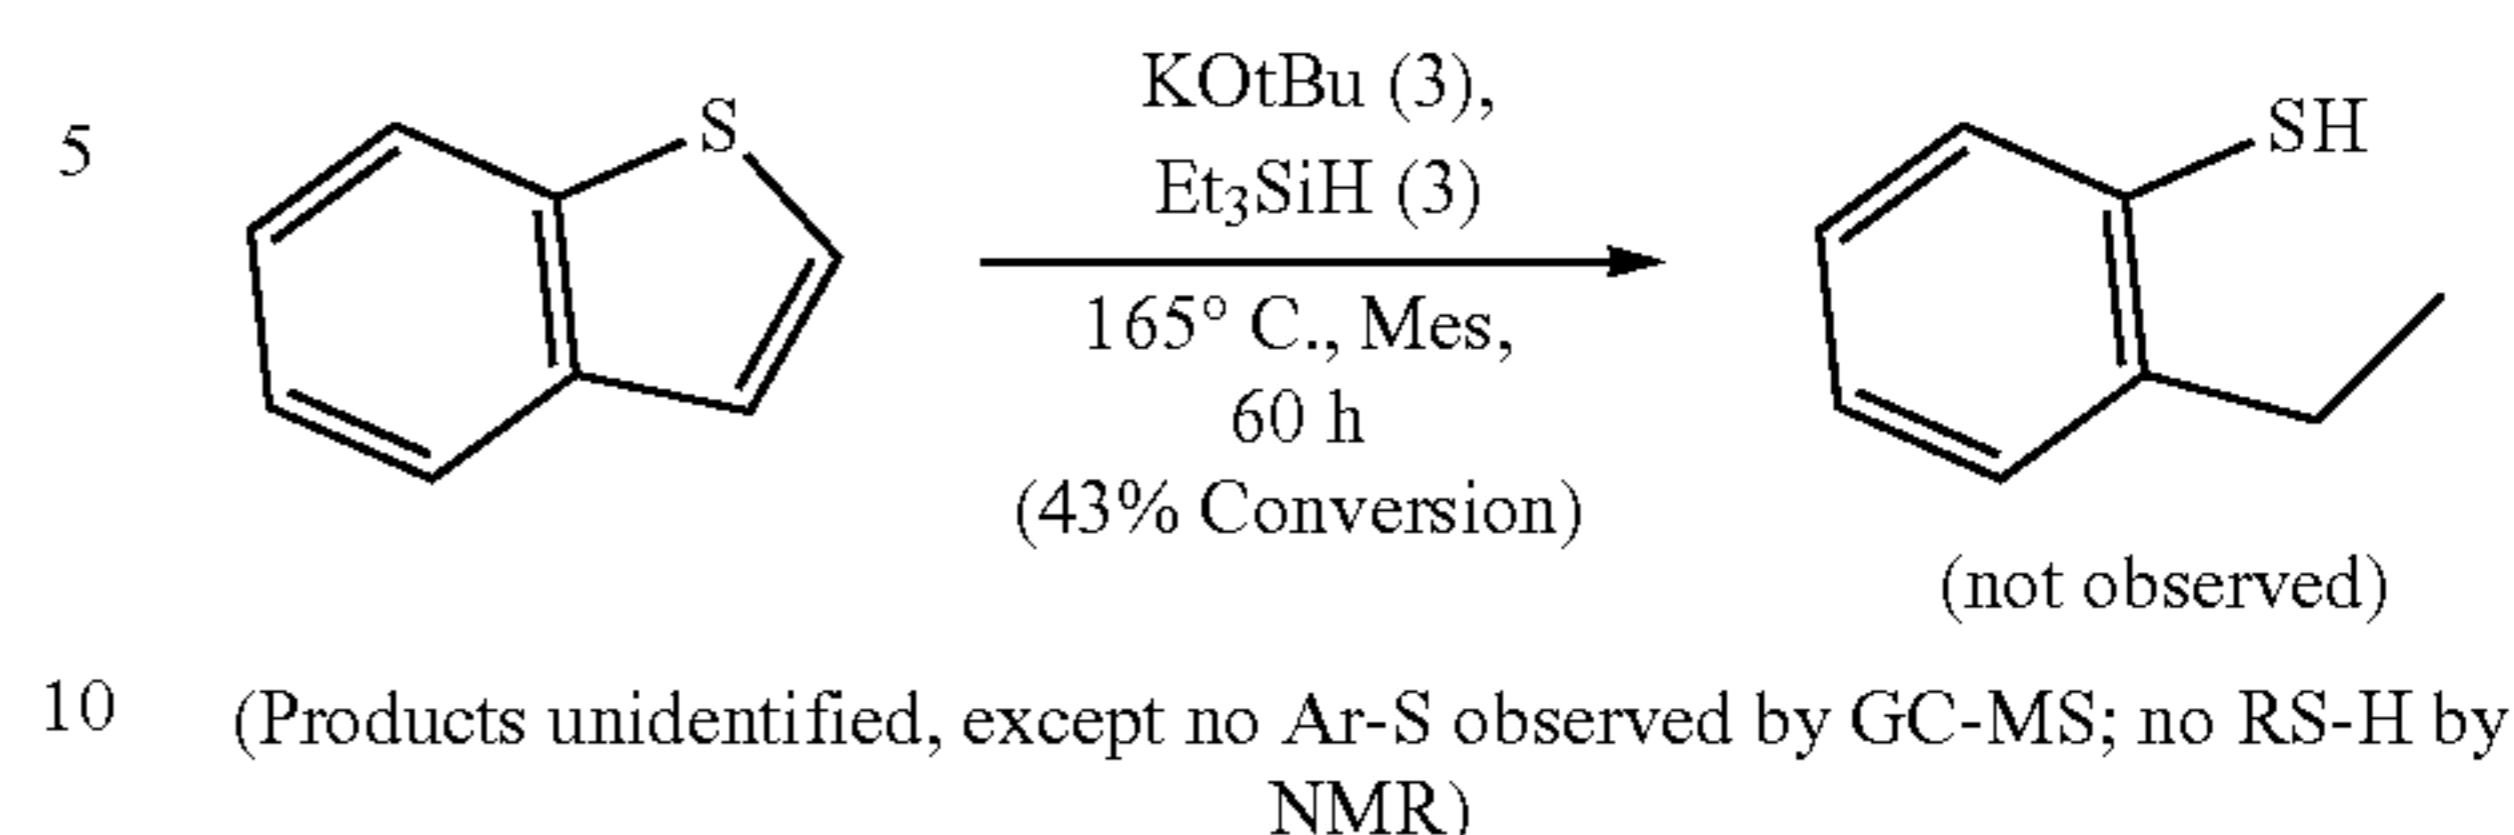 KOtBu (3),
5 S SH
Et₃SiH (3)
165° C., Mes,
60 h
(43% Conversion)
(not observed)
10 (Products unidentified, except no Ar-S observed by GC-MS; no RS-H by
NMR)